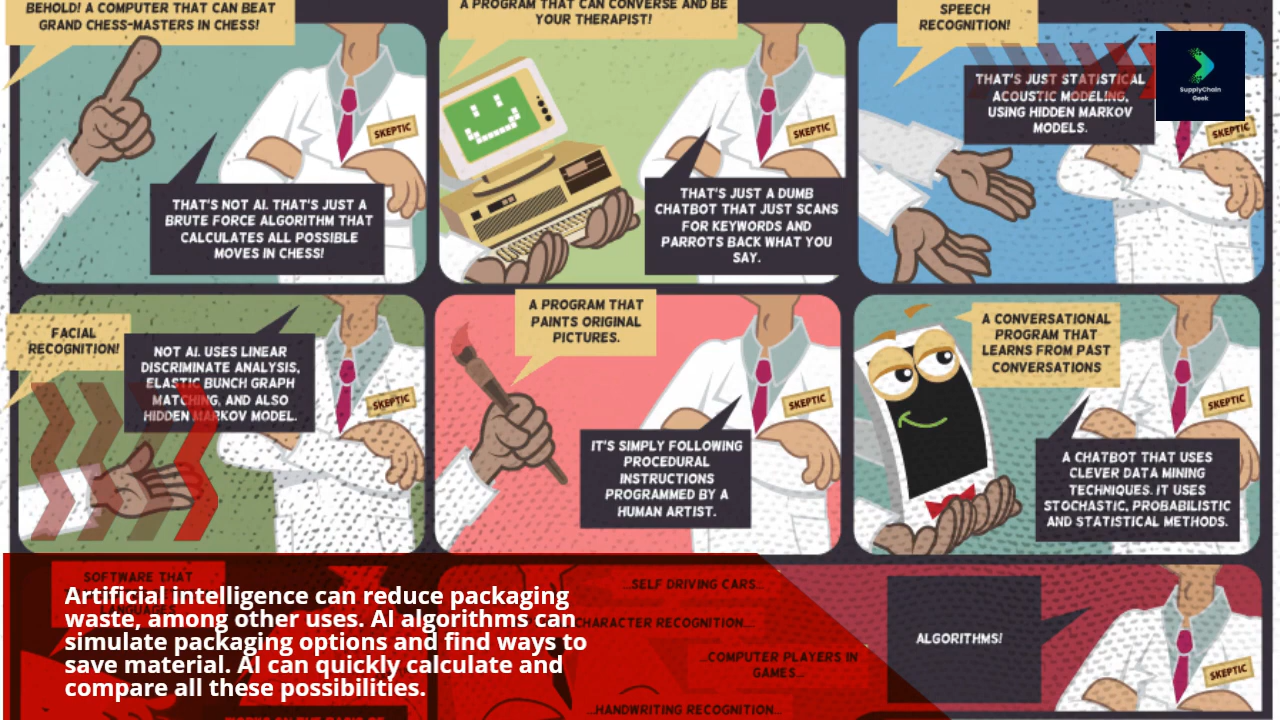 BEHOLD! A COMPUTER THAT CAN BEAT
GRAND CHESS-MASTERS IN CHESS!
SKEPTIC
THAT'S NOT AI. THAT'S JUST A
BRUTE FORCE ALGORITHM THAT
CALCULATES ALL POSSIBLE
MOVES IN CHESS!
A PROGRAM THAT CAN CONVERSE AND BE
YOUR THERAPIST!
SKEPTIC
THAT'S JUST A DUMB
CHATBOT THAT JUST SCANS
FOR KEYWORDS AND
PARROTS BACK WHAT YOU
SAY.
SPEECH
RECOGNITION!
THAT'S JUST STATISTICAL
ACOUSTIC MODELING,
USING HIDDEN MARKOV
MODELS.
SupplyChain
Geek
SKEPTIC
FACIAL
RECOGNITION!
NOT AI. USES LINEAR
DISCRIMINATE ANALYSIS,
ELASTIC BUNCH GRAPH
MATCHING, AND ALSO
HIDDEN MARKOV MODEL.
SKEPTIC
A PROGRAM THAT
PAINTS ORIGINAL
PICTURES.
SKEPTIC
IT'S SIMPLY FOLLOWING
PROCEDURAL
INSTRUCTIONS
PROGRAMMED BY A
HUMAN ARTIST.
A CONVERSATIONAL
PROGRAM THAT
LEARNS FROM PAST
CONVERSATIONS
SKEPTIC
A CHATBOT THAT USES
CLEVER DATA MINING
TECHNIQUES. IT USES
STOCHASTIC, PROBABILISTIC
AND STATISTICAL METHODS.
SOFTWARE THAT
LANGUAGES
Artificial intelligence can reduce packaging
waste, among other uses. AI algorithms can
simulate packaging options and find ways to
save material. AI can quickly calculate and
compare all these possibilities.
WORKS ON THE BASIS OF
...SELF DRIVING CARS...
CHARACTER RECOGNITION....
...COMPUTER PLAYERS IN
GAMES...
...HANDWRITING RECOGNITION...
ALGORITHMS!
SKEPTIC